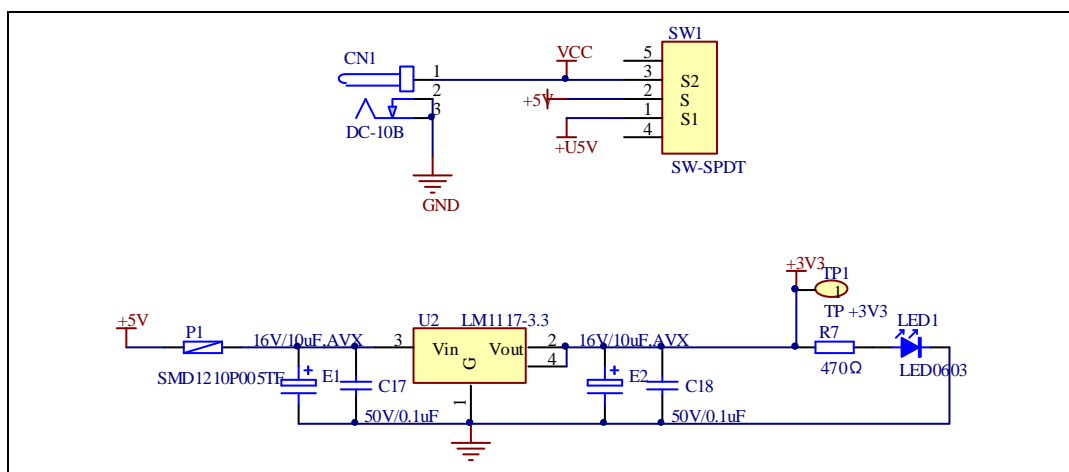 SW1
VCC
CN1
5
1
3
S2
2
+5V
2
S
3
1
S1
DC-10B
4
+U5V
SW-SPDT
GND
+3V3
TP1
1
TP +3V3
+5V
P1
U2
LM1117-3.3
R7
LED1
16V/10uF,AVX
3
Vin
Vout
2
16V/10uF,AVX
4
G
SMD1210P005TF
E1
C17
E2
C18
470Ω
LED0603
1
50V/0.1uF
50V/0.1uF